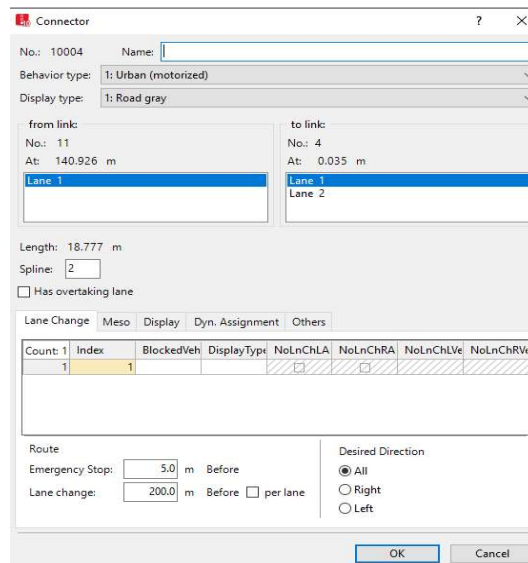 Connector ? ×
No.: 10004 Name:
Behavior type: 1: Urban (motorized)
Display type: 1: Road gray
from link: to link:
No.: 11 No.: 4
At: 140.926 m At: 0.035 m
Lane 1 Lane 1
Lane 2
Length: 18.777 m
Spline: 2
Has overtaking lane
Lane Change Meso Display Dyn. Assignment Others
Count: 1 Index BlockedVeh DisplayType NoLnChLA NoLnChRA NoLnChLVe NoLnChRVe
1 1
Route Desired Direction
Emergency Stop: 5.0 m Before All
Lane change: 200.0 m Before per lane Right
Left
OK Cancel